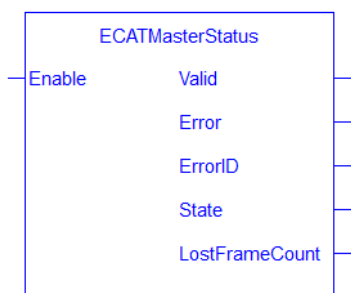 ECATMasterStatus
Enable Valid
Error
ErrorID
State
LostFrameCount